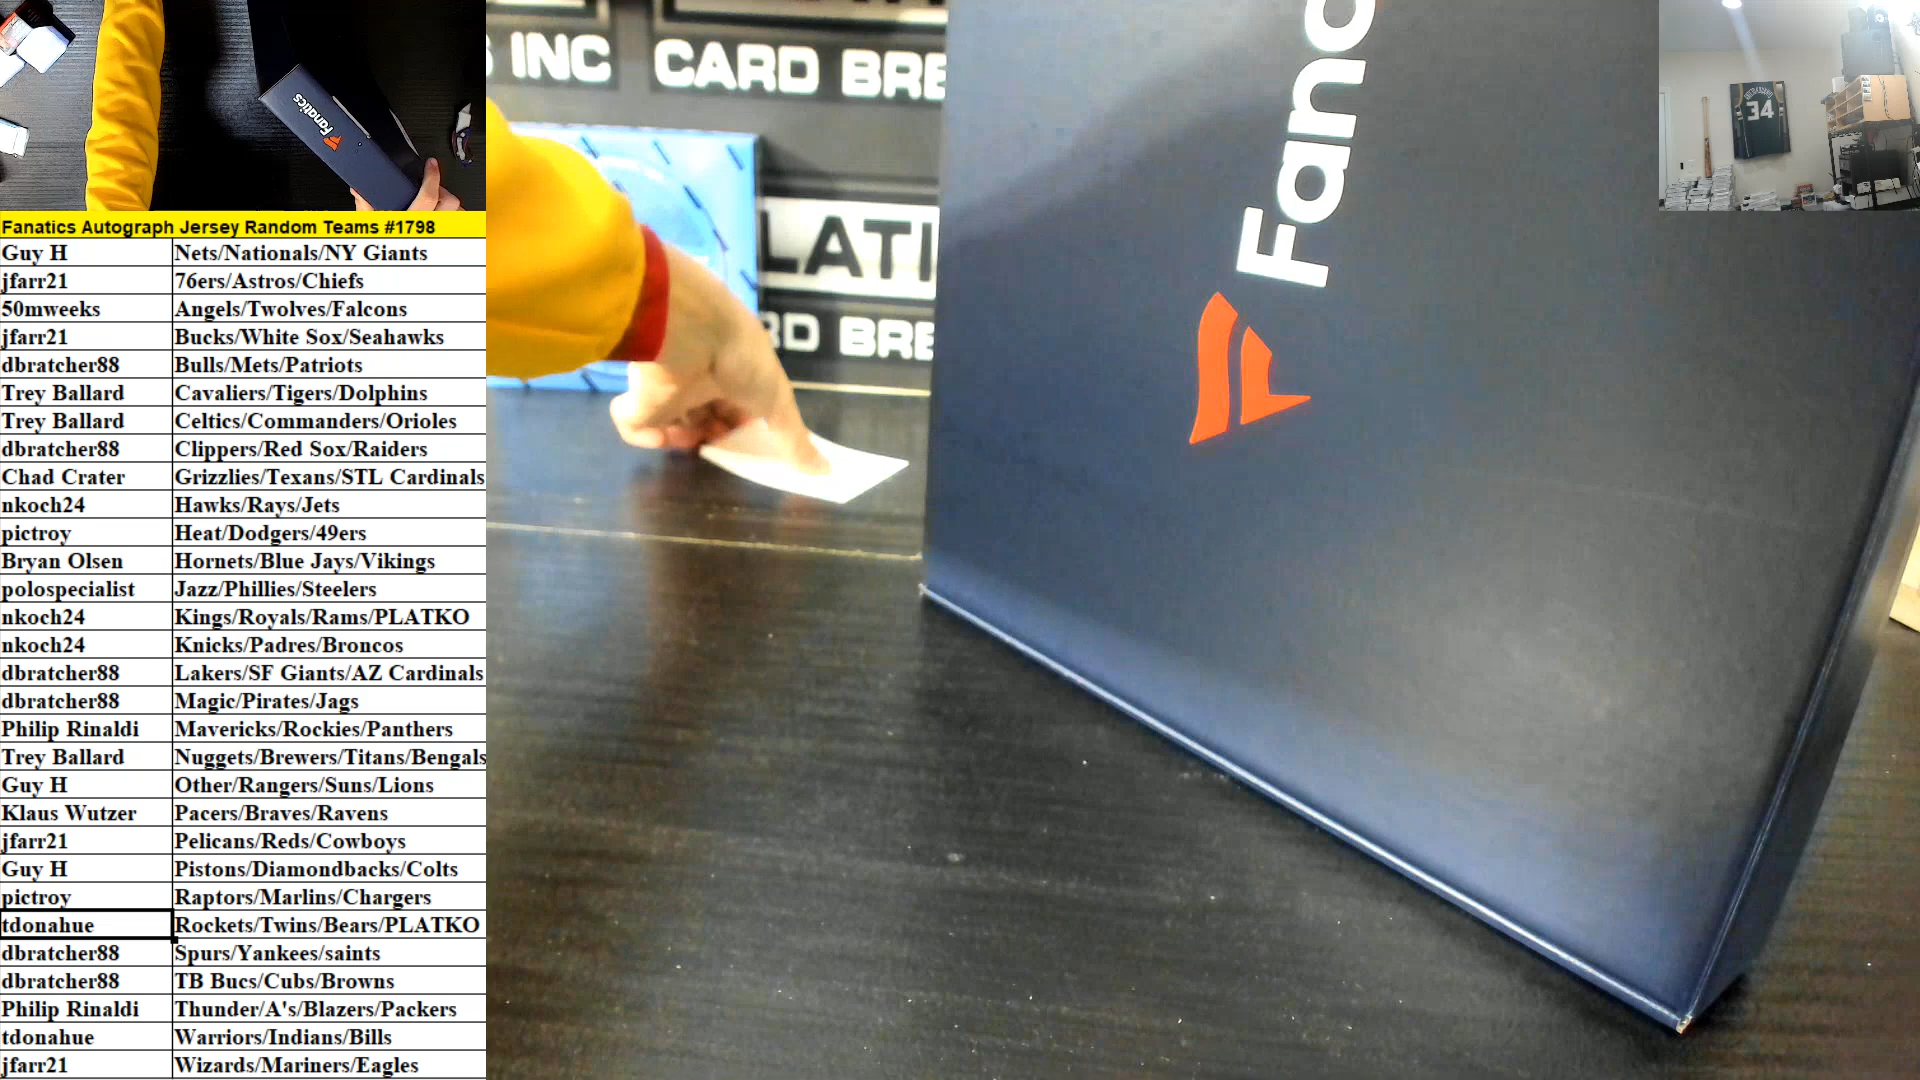 Fanatics
Fanatics Autograph Jersey Random Teams #1798
Guy H Nets/Nationals/NY Giants
jfarr21 76ers/Astros/Chiefs
50mweeks Angels/Twolves/Falcons
jfarr21 Bucks/White Sox/Seahawks
dbratcher88 Bulls/Mets/Patriots
Trey Ballard Cavaliers/Tigers/Dolphins
Trey Ballard Celtics/Commanders/Orioles
dbratcher88 Clippers/Red Sox/Raiders
Chad Crater Grizzlies/Texans/STL Cardinals
nkoch24 Hawks/Rays/Jets
pictroy Heat/Dodgers/49ers
Bryan Olsen Hornets/Blue Jays/Vikings
polospecialist Jazz/Phillies/Steelers
nkoch24 Kings/Royals/Rams/PLATKO
nkoch24 Knicks/Padres/Broncos
dbratcher88 Lakers/SF Giants/AZ Cardinals
dbratcher88 Magic/Pirates/Jags
Philip Rinaldi Mavericks/Rockies/Panthers
Trey Ballard Nuggets/Brewers/Titans/Bengals
Guy H Other/Rangers/Suns/Lions
Klaus Wutzer Pacers/Braves/Ravens
jfarr21 Pelicans/Reds/Cowboys
Guy H Pistons/Diamondbacks/Colts
pictroy Raptors/Marlins/Chargers
tdonahue Rockets/Twins/Bears/PLATKO
dbratcher88 Spurs/Yankees/saints
dbratcher88 TB Bucs/Cubs/Browns
Philip Rinaldi Thunder/A's/Blazers/Packers
tdonahue Warriors/Indians/Bills
jfarr21 Wizards/Mariners/Eagles
S INC CARD BRE
LATI
RD BRE
Fana
34